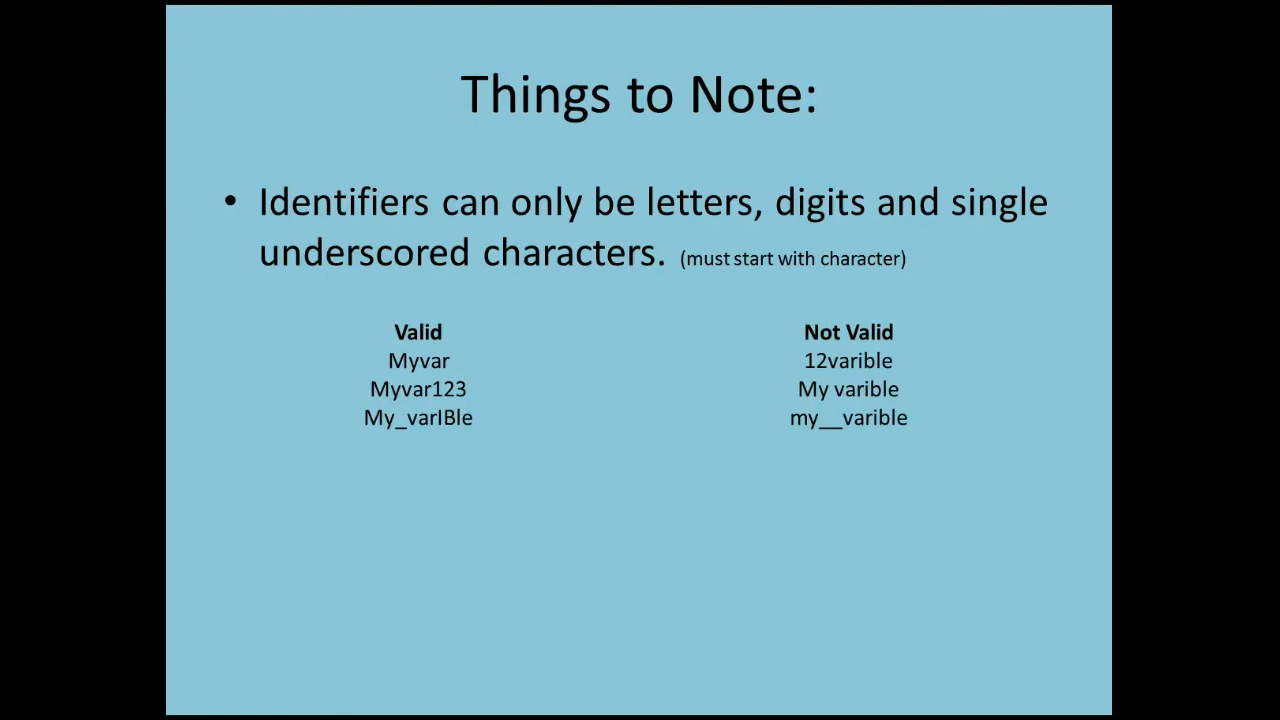 Things to Note:
• Identifiers can only be letters, digits and single
underscored characters. (must start with character)
Valid
Myvar
Myvar123
My_varIBle
Not Valid
12varible
My varible
my__varible